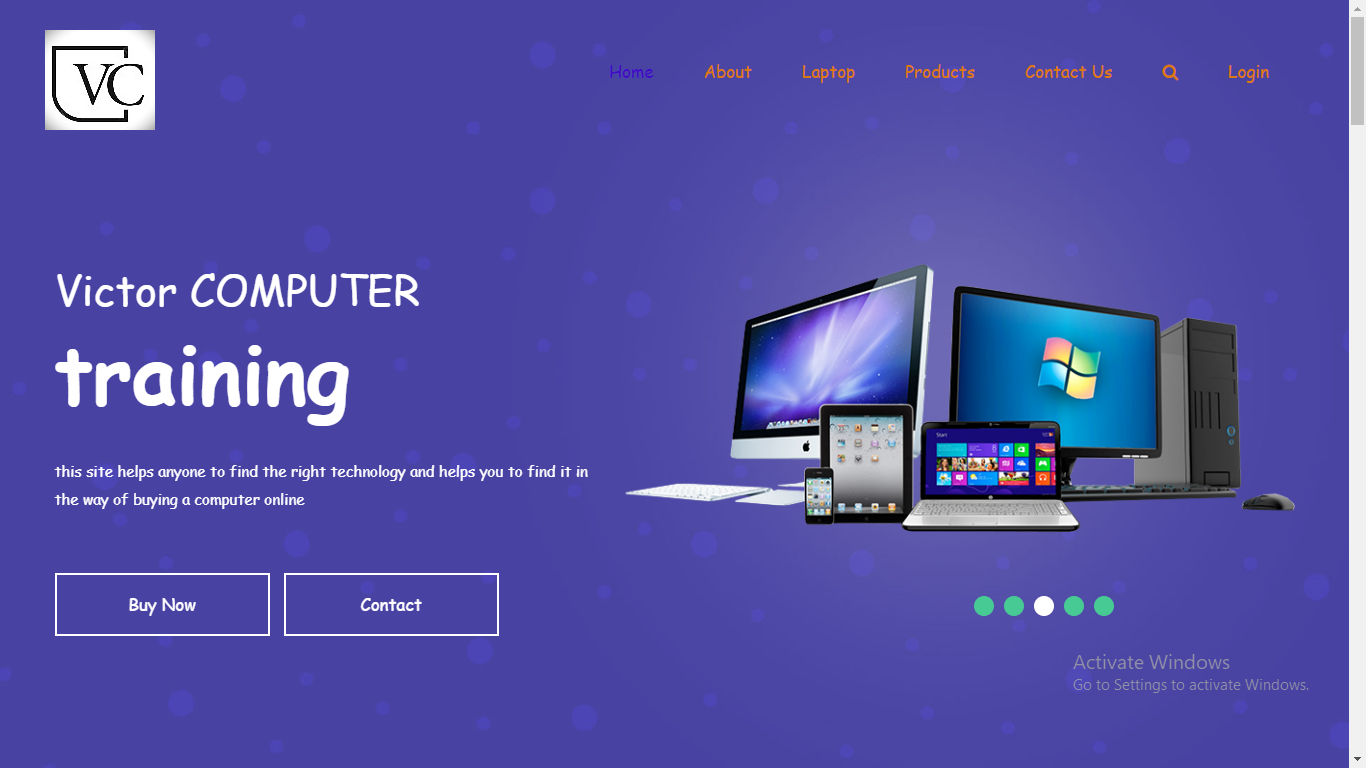 VC
Home About Laptop Products Contact Us Login
Victor COMPUTER
training
this site helps anyone to find the right technology and helps you to find it in
the way of buying a computer online
Buy Now Contact
Start
Activate Windows
Go to Settings to activate Windows.